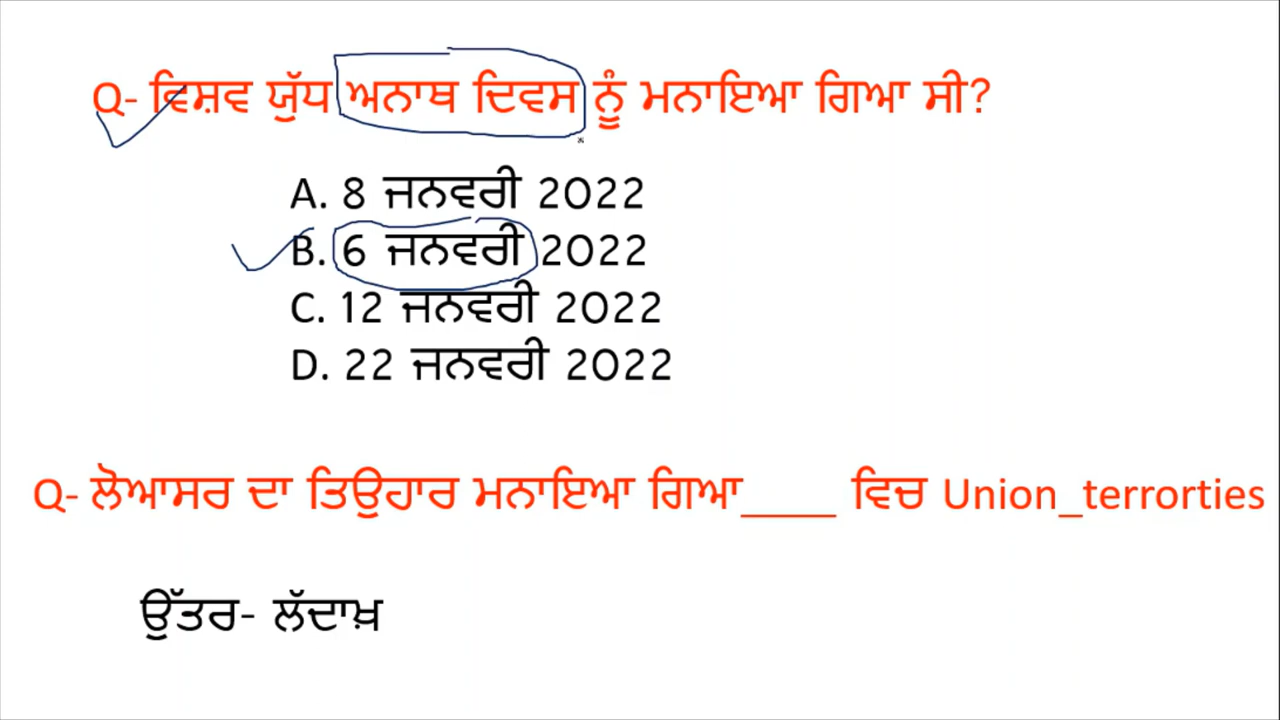 Q- ਵਿਸ਼ਵ ਯੁੱਧ ਅਨਾਥ ਦਿਵਸ ਨੂੰ ਮਨਾਇਆ ਗਿਆ ਸੀ?
A. 8 ਜਨਵਰੀ 2022
B. 6 ਜਨਵਰੀ 2022
C. 12 ਜਨਵਰੀ 2022
D. 22 ਜਨਵਰੀ 2022
Q- ਲੋਆਸਰ ਦਾ ਤਿਉਹਾਰ ਮਨਾਇਆ ਗਿਆ____ ਵਿਚ Union_terrorties
ਉੱਤਰ- ਲੱਦਾਖ਼